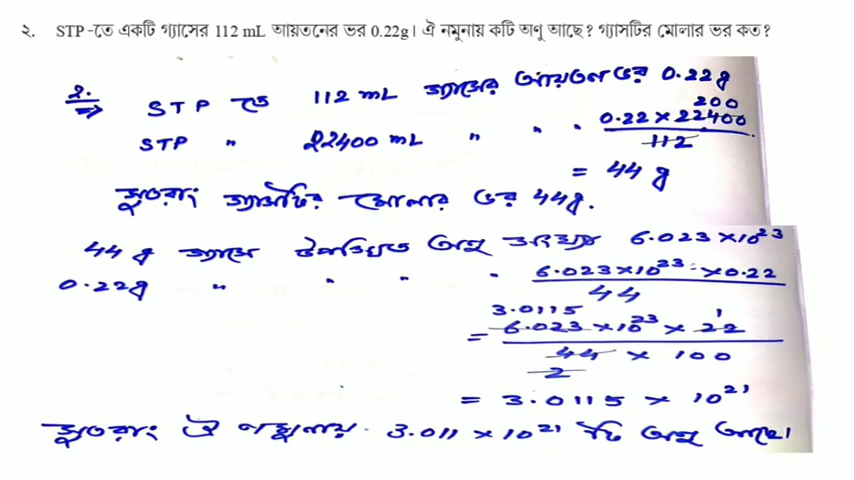 ২. STP-তে একটি গ্যাসের 112 mL আয়তনের ভর 0.22g। ঐ নমুনায় কটি অণু আছে? গ্যাসটির মোলার ভর কত?
2.
⇒ STP তে 112 mL গ্যাসের আয়তন ভর 0.22g
200
STP " 22400 mL " " " 0.22 × 22400
112
= 44 g
সুতরাং গ্যাসটির মোলার ভর 44g.
44 g গ্যাসে উপস্থিত অনু সংখ্যা 6.023 × 10²³
0.22g " " " " 6.023 × 10²³ × 0.22
44
3.0115 1
= 6.023 × 10²³ × 22
44 × 100
2
= 3.0115 × 10²¹
সুতরাং ঐ নমুনায় 3.011 × 10²¹ টি অনু আছে।